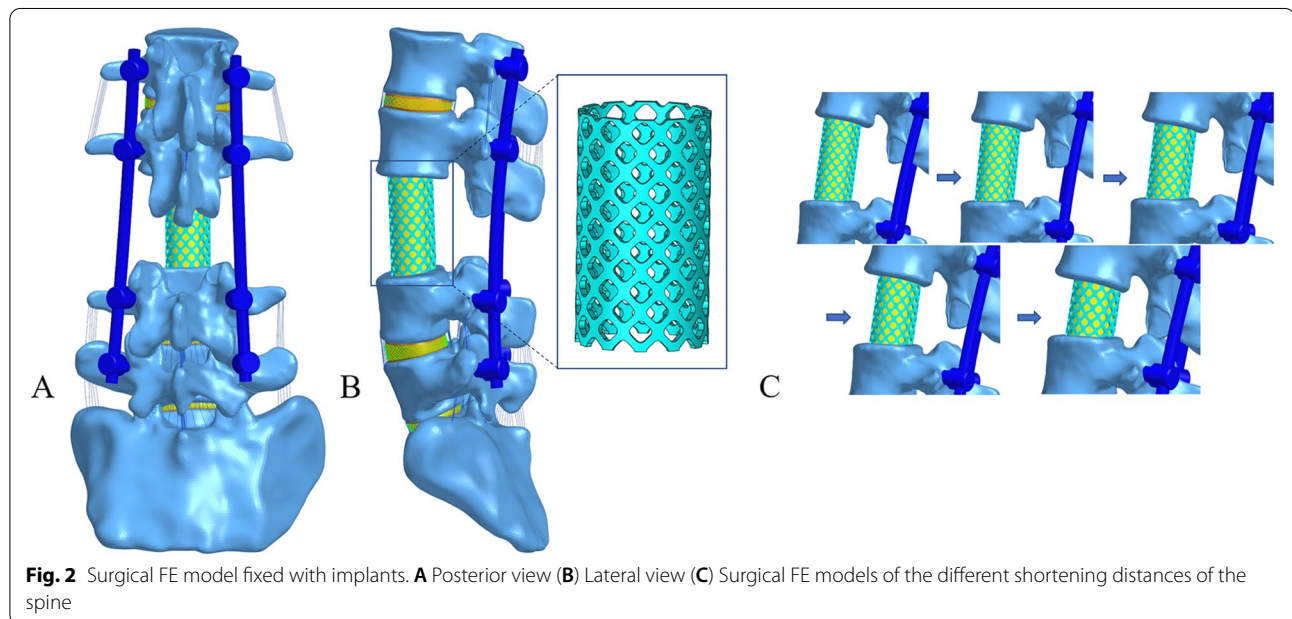 A
B
C
Fig. 2 Surgical FE model fixed with implants. A Posterior view (B) Lateral view (C) Surgical FE models of the different shortening distances of the
spine